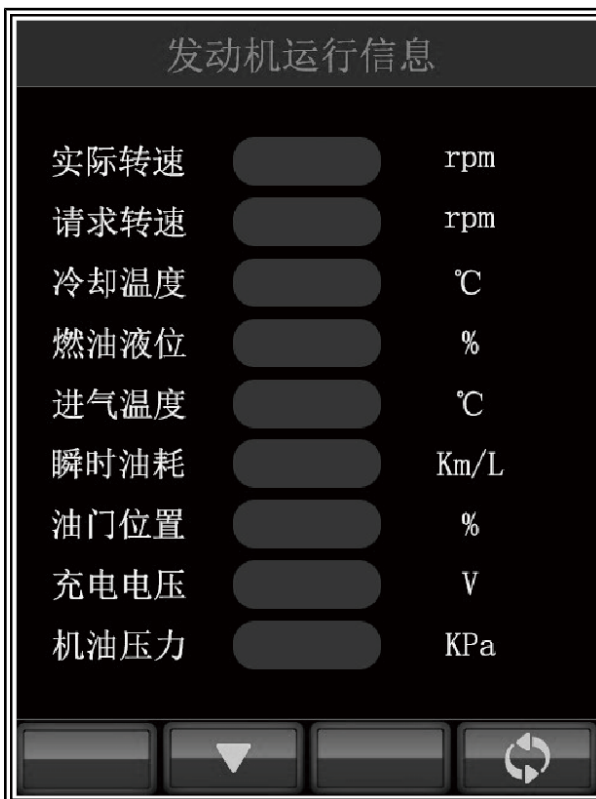 发动机运行信息
实际转速 rpm
请求转速 rpm
冷却温度 ℃
燃油液位 %
进气温度 ℃
瞬时油耗 Km/L
油门位置 %
充电电压 V
机油压力 KPa